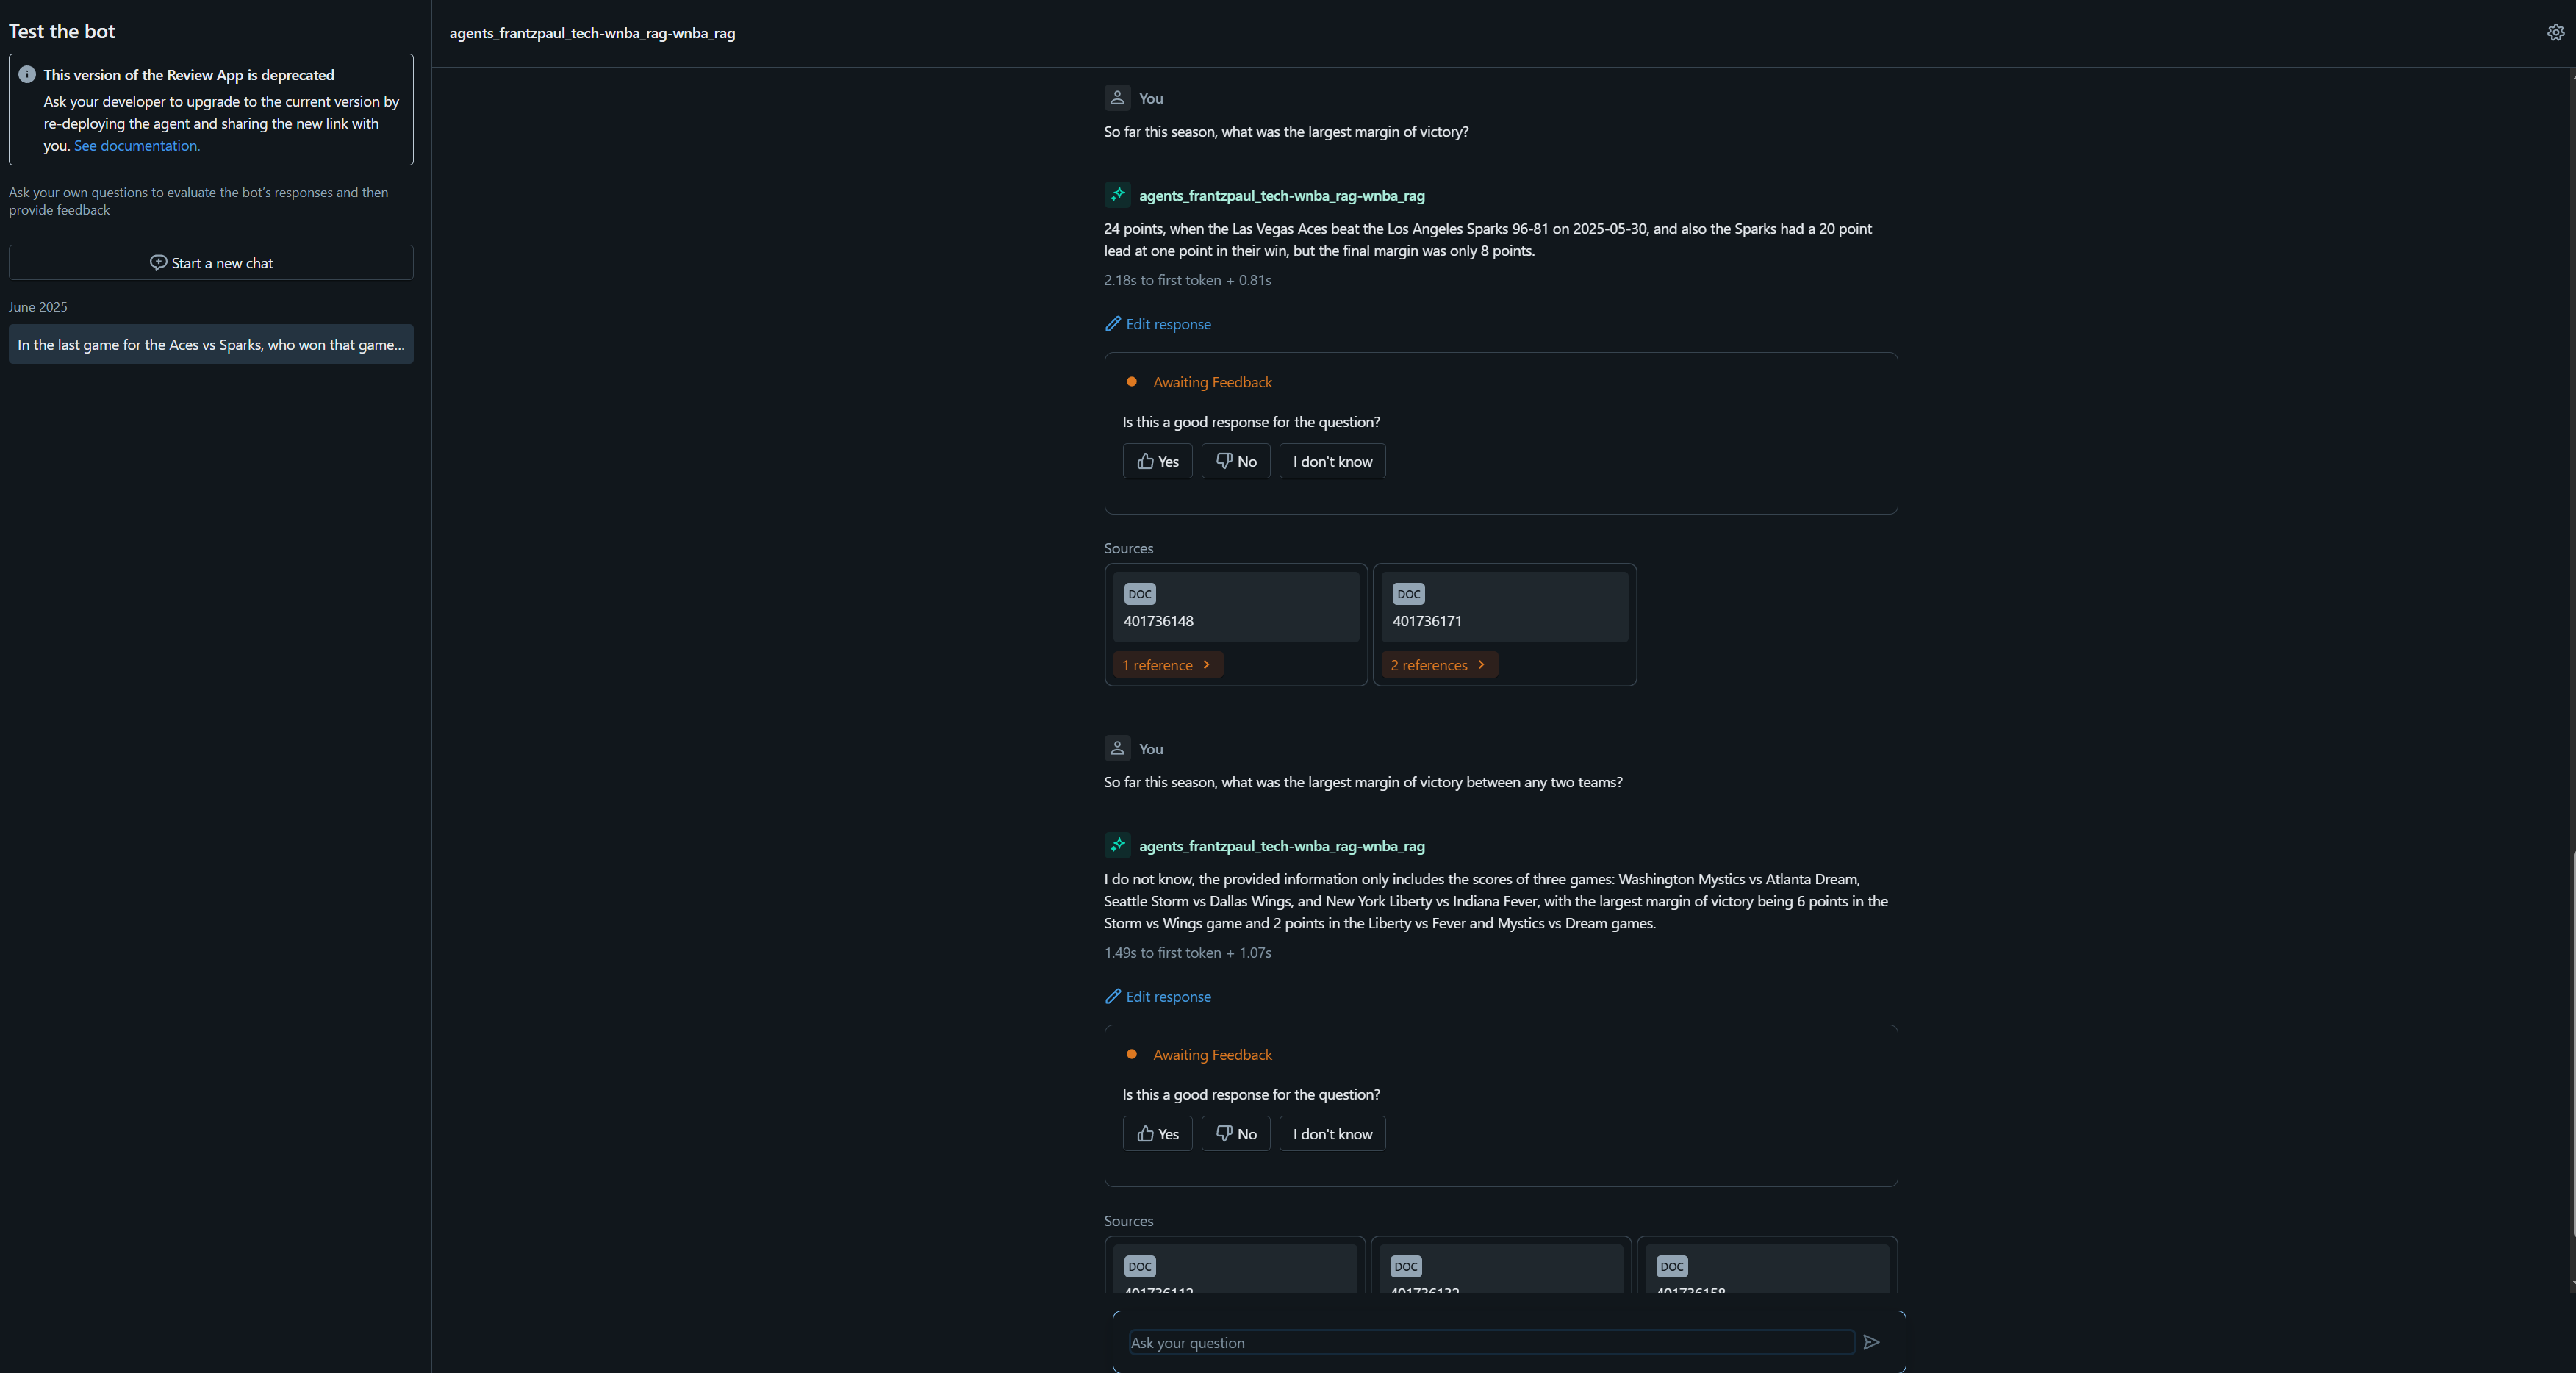 Test the bot
This version of the Review App is deprecated
Ask your developer to upgrade to the current version by
re-deploying the agent and sharing the new link with
you. See documentation.
Ask your own questions to evaluate the bot's responses and then
provide feedback
Start a new chat
June 2025
In the last game for the Aces vs Sparks, who won that game...
agents_frantzpaul_tech-wnba_rag-wnba_rag
You
So far this season, what was the largest margin of victory?
agents_frantzpaul_tech-wnba_rag-wnba_rag
24 points, when the Las Vegas Aces beat the Los Angeles Sparks 96-81 on 2025-05-30, and also the Sparks had a 20 point
lead at one point in their win, but the final margin was only 8 points.
2.18s to first token + 0.81s
Edit response
Awaiting Feedback
Is this a good response for the question?
Yes No I don't know
Sources
DOC DOC
401736148 401736171
1 reference 2 references
You
So far this season, what was the largest margin of victory between any two teams?
agents_frantzpaul_tech-wnba_rag-wnba_rag
I do not know, the provided information only includes the scores of three games: Washington Mystics vs Atlanta Dream,
Seattle Storm vs Dallas Wings, and New York Liberty vs Indiana Fever, with the largest margin of victory being 6 points in the
Storm vs Wings game and 2 points in the Liberty vs Fever and Mystics vs Dream games.
1.49s to first token + 1.07s
Edit response
Awaiting Feedback
Is this a good response for the question?
Yes No I don't know
Sources
DOC DOC DOC
Ask your question